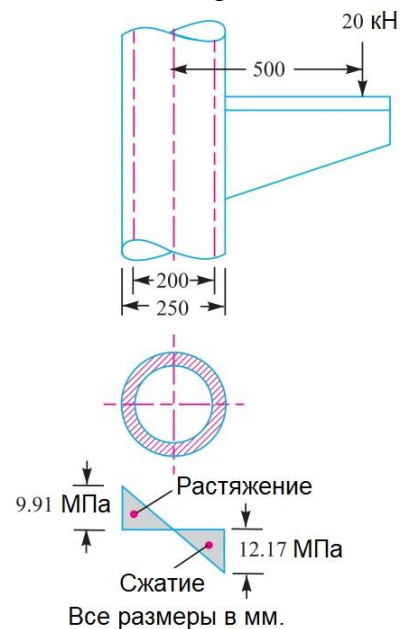 20 кН
500
200
250
Растяжение
9.91 МПа
12.17 МПа
Сжатие
Все размеры в мм.